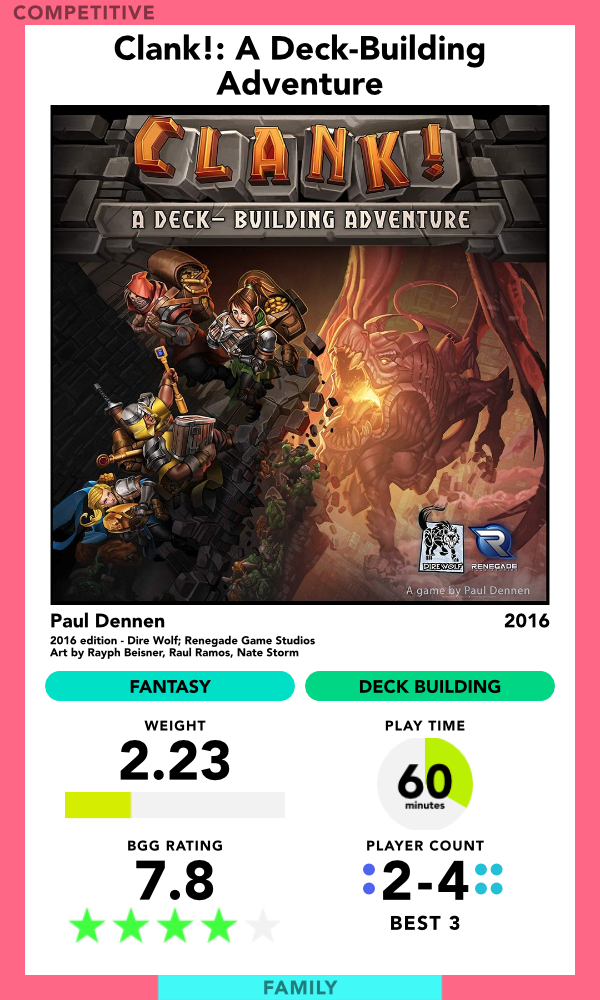 COMPETITIVE
Clank!: A Deck-Building
Adventure
CLANK!
A DECK- BUILDING ADVENTURE
DIRE WOLF
RENEGADE
A game by Paul Dennen
Paul Dennen
2016
2016 edition - Dire Wolf; Renegade Game Studios
Art by Rayph Beisner, Raul Ramos, Nate Storm
FANTASY
DECK BUILDING
WEIGHT
2.23
PLAY TIME
60
minutes
BGG RATING
7.8
PLAYER COUNT
2-4
BEST 3
FAMILY